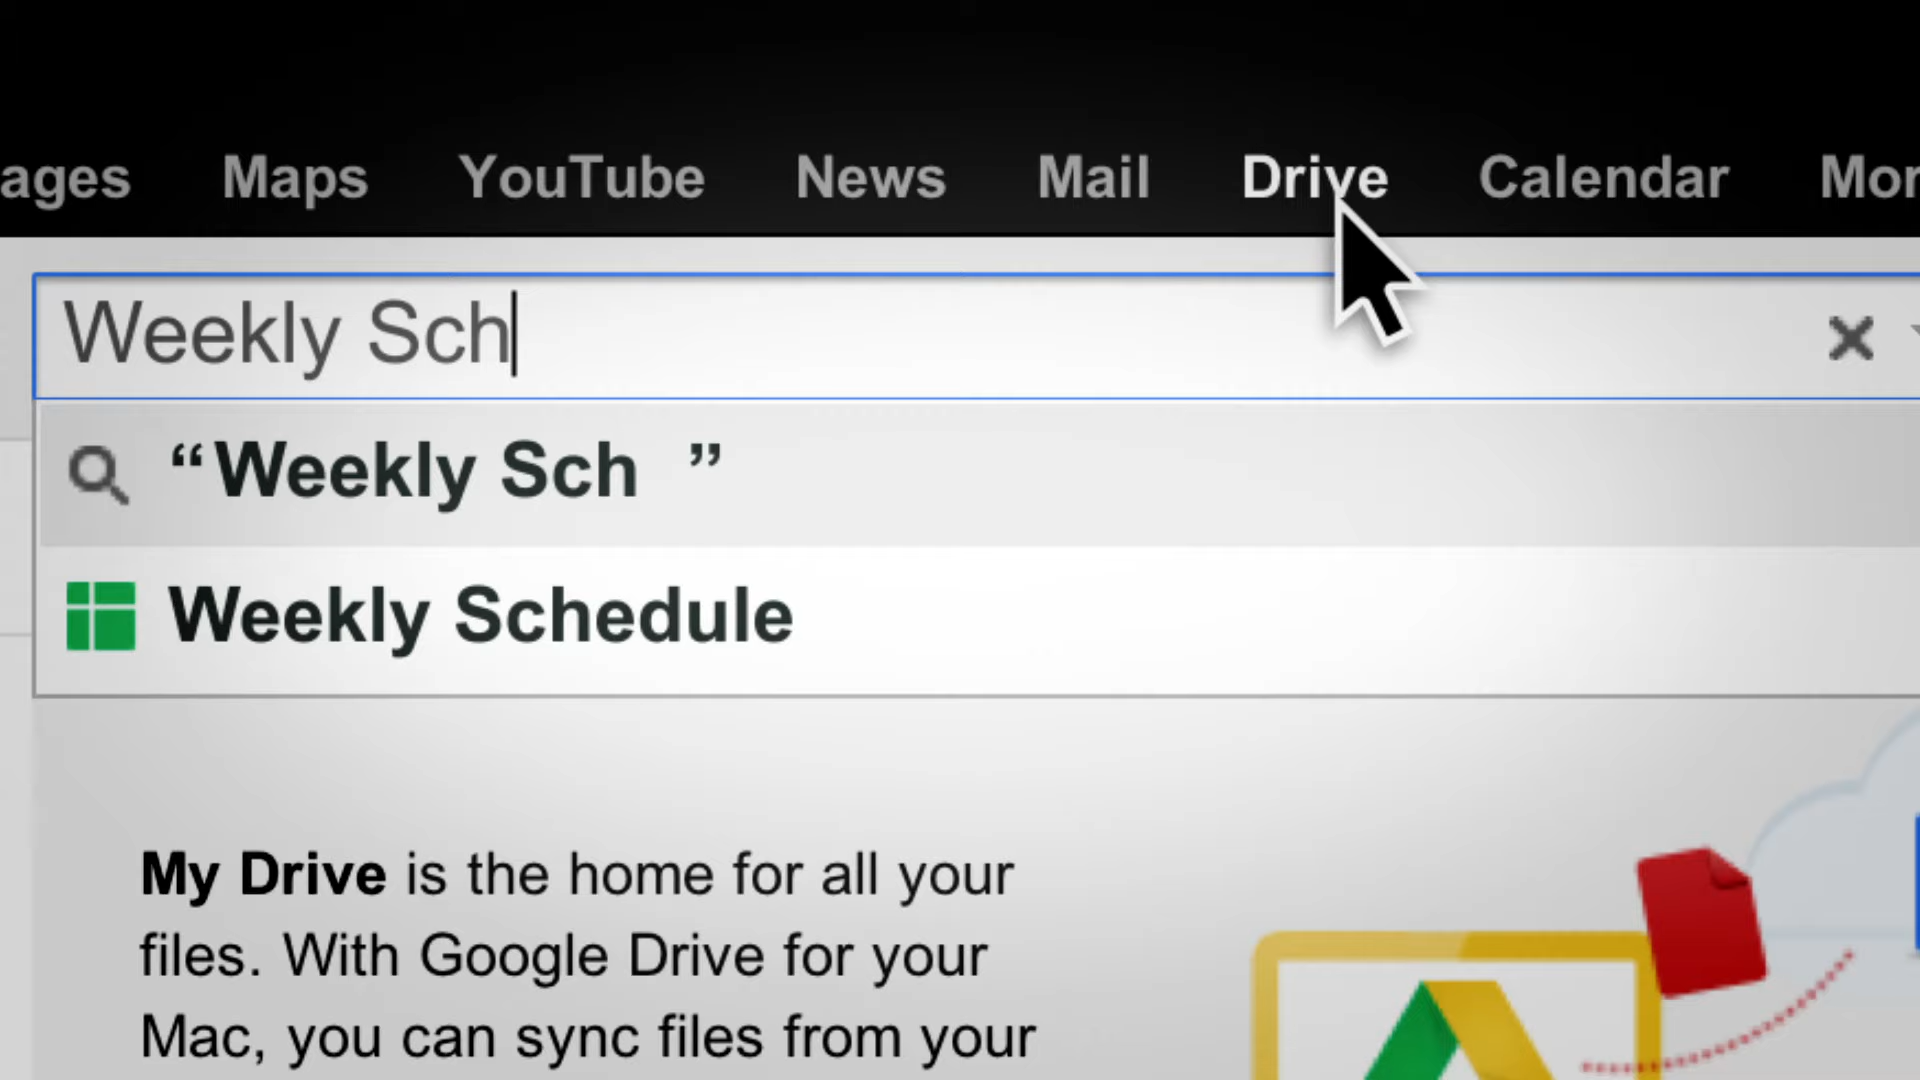 ages Maps YouTube News Mail Drive Calendar Mor
Weekly Sch
“Weekly Sch ”
Weekly Schedule
My Drive is the home for all your
files. With Google Drive for your
Mac, you can sync files from your